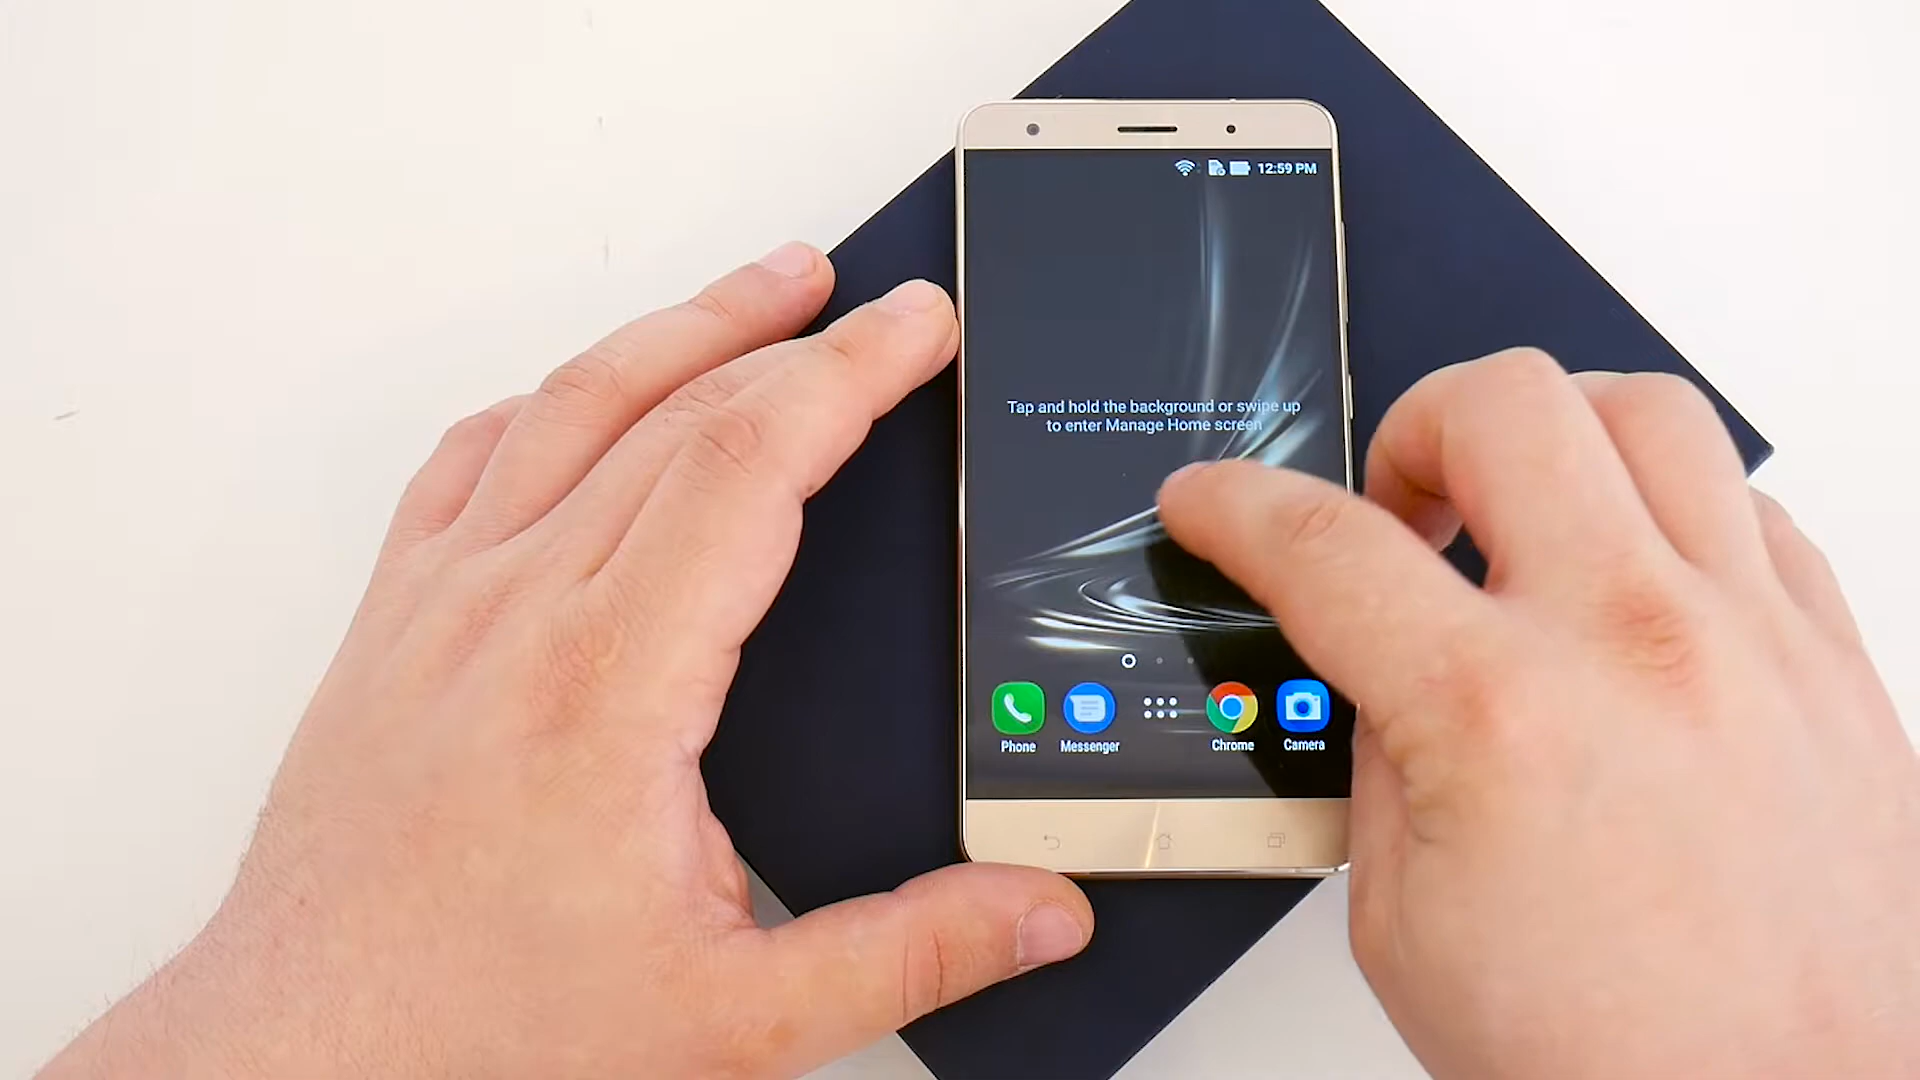 12:59 PM
Tap and hold the background or swipe up
to enter Manage Home screen
Phone
Messenger
Chrome
Camera